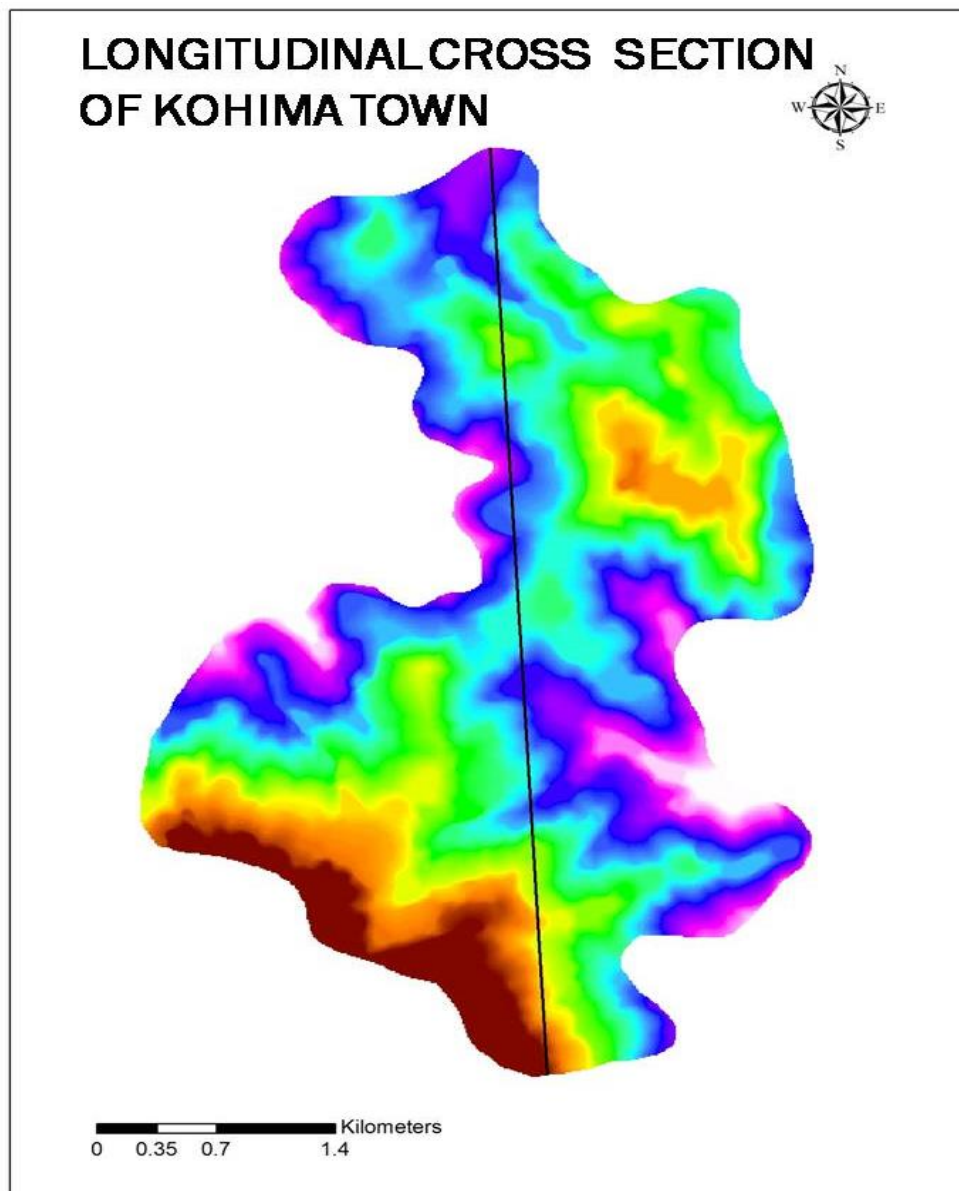 LONGITUDINAL CROSS SECTION
OF KOHIMA TOWN
N
W E
S
Kilometers
0 0.35 0.7 1.4